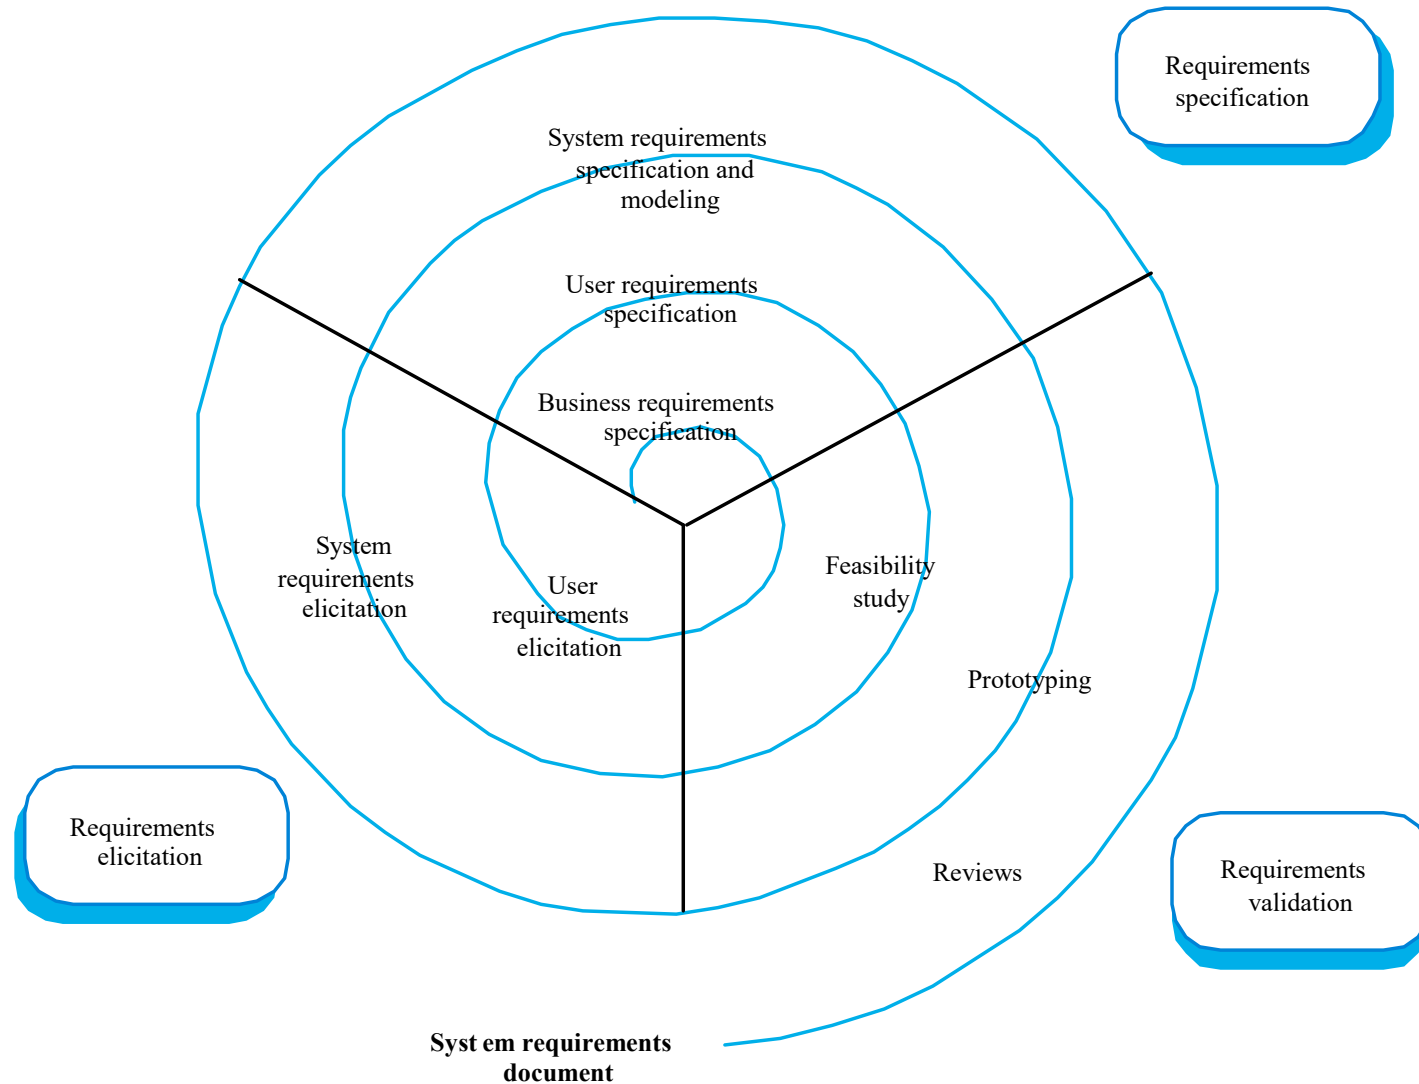 Requirements
specification
System requirements
specification and
modeling
User requirements
specification
Business requirements
specification
System
requirements
elicitation
User
requirements
elicitation
Feasibility
study
Prototyping
Reviews
Requirements
elicitation
Requirements
validation
Syst em requirements
document